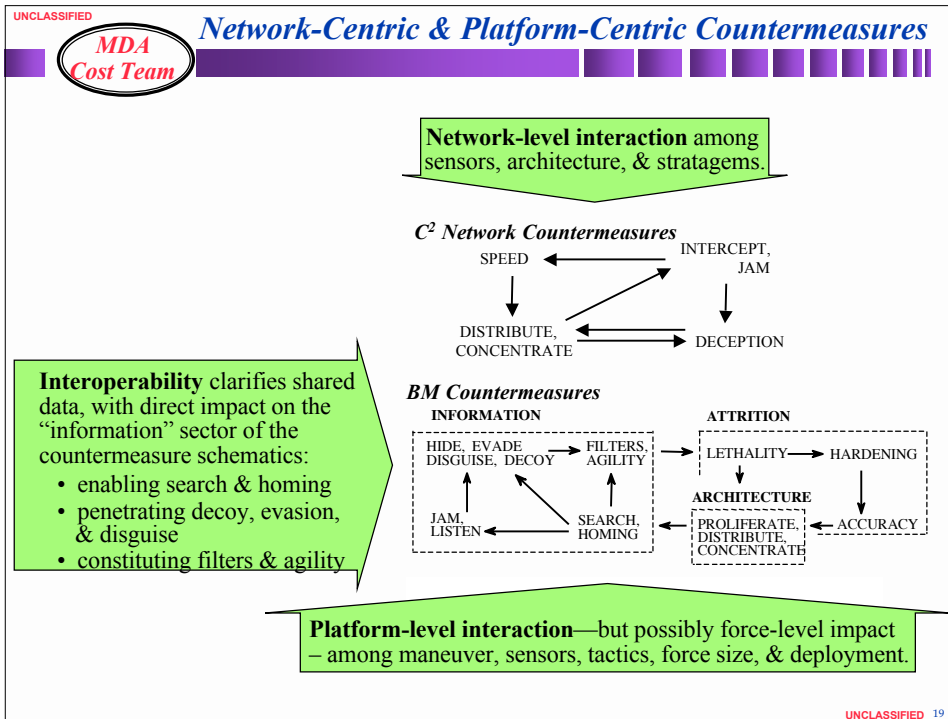 UNCLASSIFIED
MDA
Cost Team
Network-Centric & Platform-Centric Countermeasures
Network-level interaction among
sensors, architecture, & stratagems.
C² Network Countermeasures
SPEED
INTERCEPT,
JAM
DISTRIBUTE,
CONCENTRATE
DECEPTION
Interoperability clarifies shared
data, with direct impact on the
“information” sector of the
countermeasure schematics:
• enabling search & homing
• penetrating decoy, evasion,
& disguise
• constituting filters & agility
BM Countermeasures
INFORMATION
HIDE, EVADE
DISGUISE, DECOY
FILTERS,
AGILITY
JAM,
LISTEN
SEARCH,
HOMING
ATTRITION
LETHALITY
HARDENING
ARCHITECTURE
PROLIFERATE,
DISTRIBUTE,
CONCENTRATE
ACCURACY
Platform-level interaction—but possibly force-level impact
– among maneuver, sensors, tactics, force size, & deployment.
UNCLASSIFIED 19